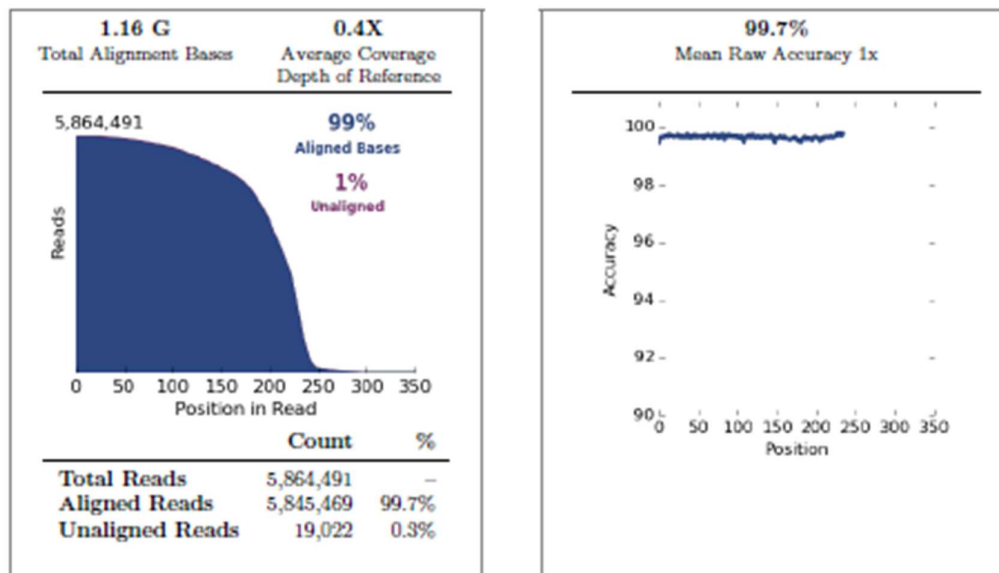 1.16 G
Total Alignment Bases
0.4X
Average Coverage
Depth of Reference
5,864,491
99%
Aligned Bases
1%
Unaligned
Reads
0 50 100 150 200 250 300 350
Position in Read
Count %
Total Reads 5,864,491 –
Aligned Reads 5,845,469 99.7%
Unaligned Reads 19,022 0.3%
99.7%
Mean Raw Accuracy 1x
100
98
96
94
92
90
Accuracy
0 50 100 150 200 250 300 350
Position